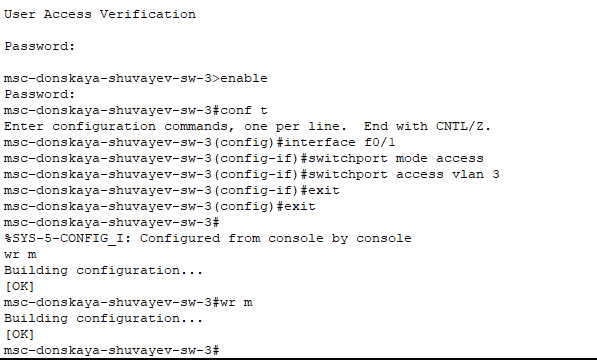 User Access Verification
Password:
msc-donskaya-shuvayev-sw-3>enable
Password:
msc-donskaya-shuvayev-sw-3#conf t
Enter configuration commands, one per line.  End with CNTL/Z.
msc-donskaya-shuvayev-sw-3(config)#interface f0/1
msc-donskaya-shuvayev-sw-3(config-if)#switchport mode access
msc-donskaya-shuvayev-sw-3(config-if)#switchport access vlan 3
msc-donskaya-shuvayev-sw-3(config-if)#exit
msc-donskaya-shuvayev-sw-3(config)#exit
msc-donskaya-shuvayev-sw-3#
%SYS-5-CONFIG_I: Configured from console by console
wr m
Building configuration...
[OK]
msc-donskaya-shuvayev-sw-3#wr m
Building configuration...
[OK]
msc-donskaya-shuvayev-sw-3#